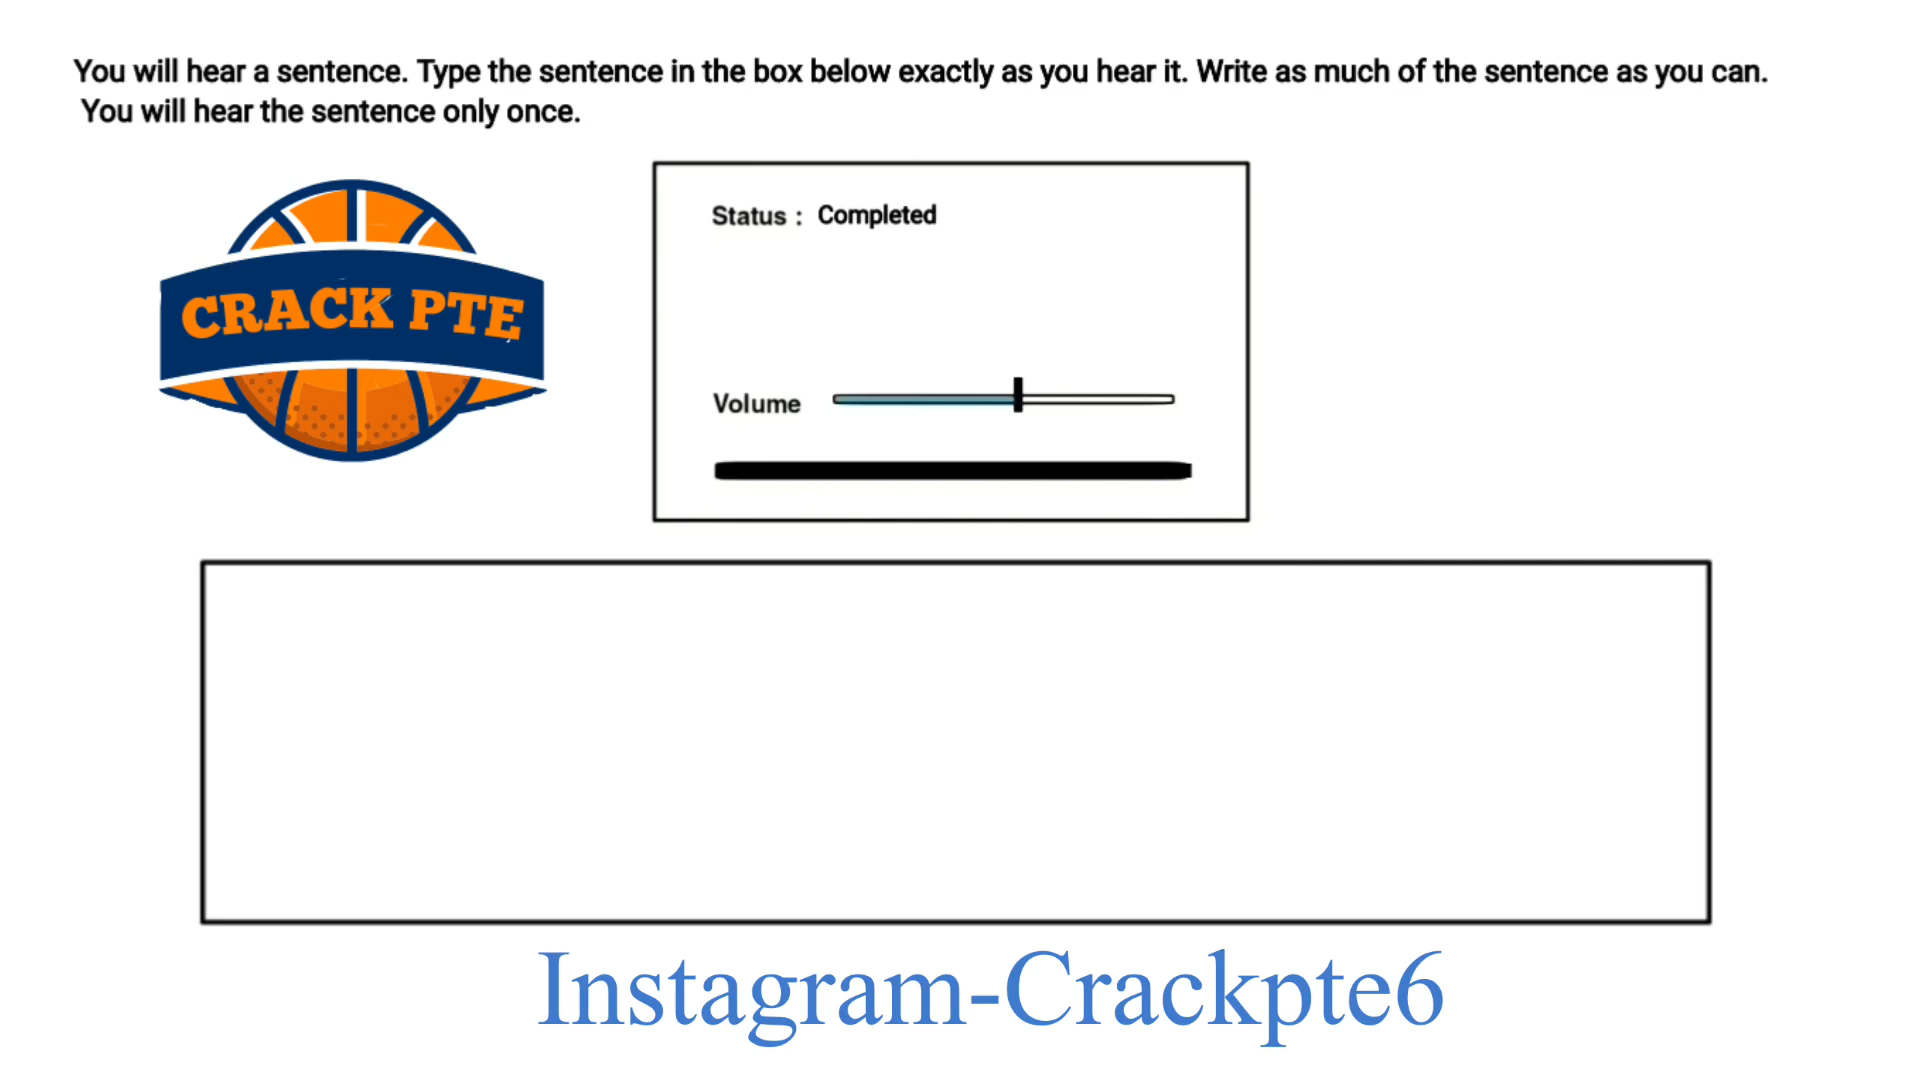 You will hear a sentence. Type the sentence in the box below exactly as you hear it. Write as much of the sentence as you can.
You will hear the sentence only once.
Status : Completed
CRACK PTE
Volume
Instagram-Crackpte6